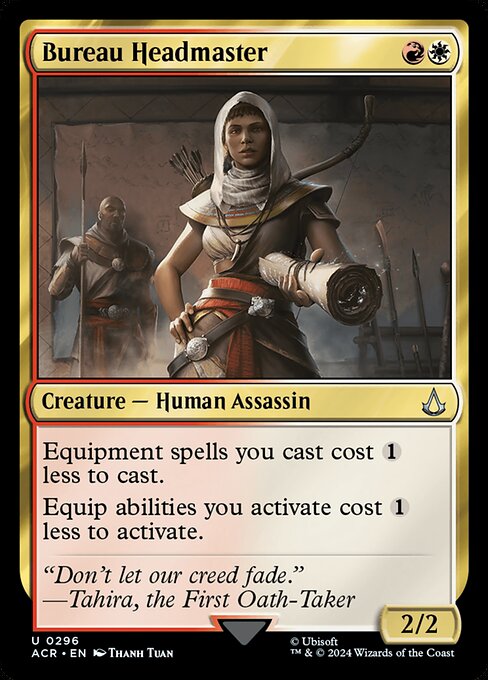 Bureau Headmaster
Creature — Human Assassin
Equipment spells you cast cost 1
less to cast.
Equip abilities you activate cost 1
less to activate.
“Don’t let our creed fade.”
—Tahira, the First Oath-Taker
2/2
U 0296
ACR • EN Thanh Tuan
© Ubisoft
™ & © 2024 Wizards of the Coast